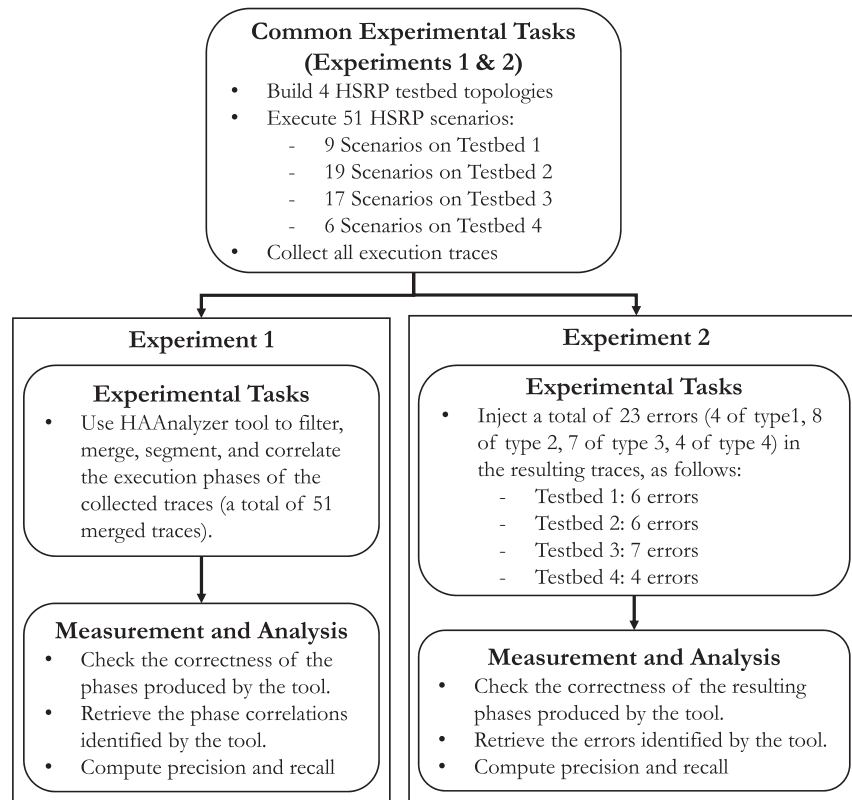 Common Experimental Tasks
(Experiments 1 & 2)
• Build 4 HSRP testbed topologies
• Execute 51 HSRP scenarios:
- 9 Scenarios on Testbed 1
- 19 Scenarios on Testbed 2
- 17 Scenarios on Testbed 3
- 6 Scenarios on Testbed 4
• Collect all execution traces
Experiment 1
Experimental Tasks
• Use HAAnalyzer tool to filter,
merge, segment, and correlate
the execution phases of the
collected traces (a total of 51
merged traces).
Measurement and Analysis
• Check the correctness of the
phases produced by the tool.
• Retrieve the phase correlations
identified by the tool.
• Compute precision and recall
Experiment 2
Experimental Tasks
• Inject a total of 23 errors (4 of type1, 8
of type 2, 7 of type 3, 4 of type 4) in
the resulting traces, as follows:
- Testbed 1: 6 errors
- Testbed 2: 6 errors
- Testbed 3: 7 errors
- Testbed 4: 4 errors
Measurement and Analysis
• Check the correctness of the resulting
phases produced by the tool.
• Retrieve the errors identified by the tool.
• Compute precision and recall